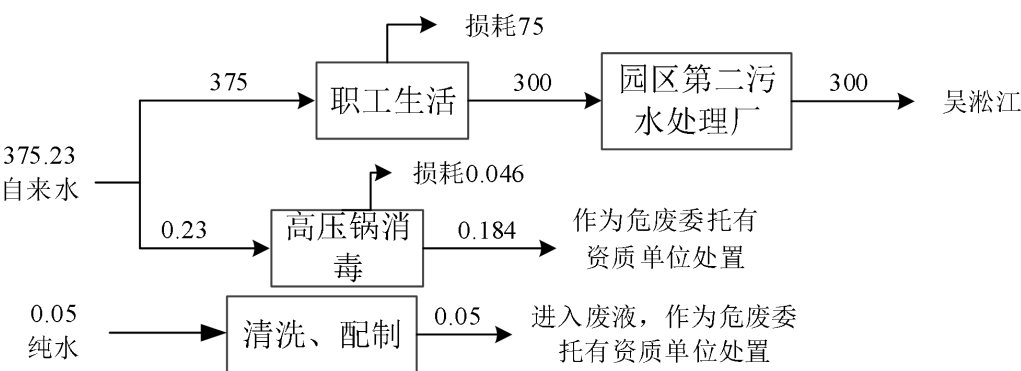 损耗75
375
职工生活
300
园区第二污
水处理厂
300
吴淞江
375.23
自来水
损耗0.046
0.23
高压锅消
毒
0.184
作为危废委托有
资质单位处置
0.05
纯水
清洗、配制
0.05
进入废液，作为危废委
托有资质单位处置